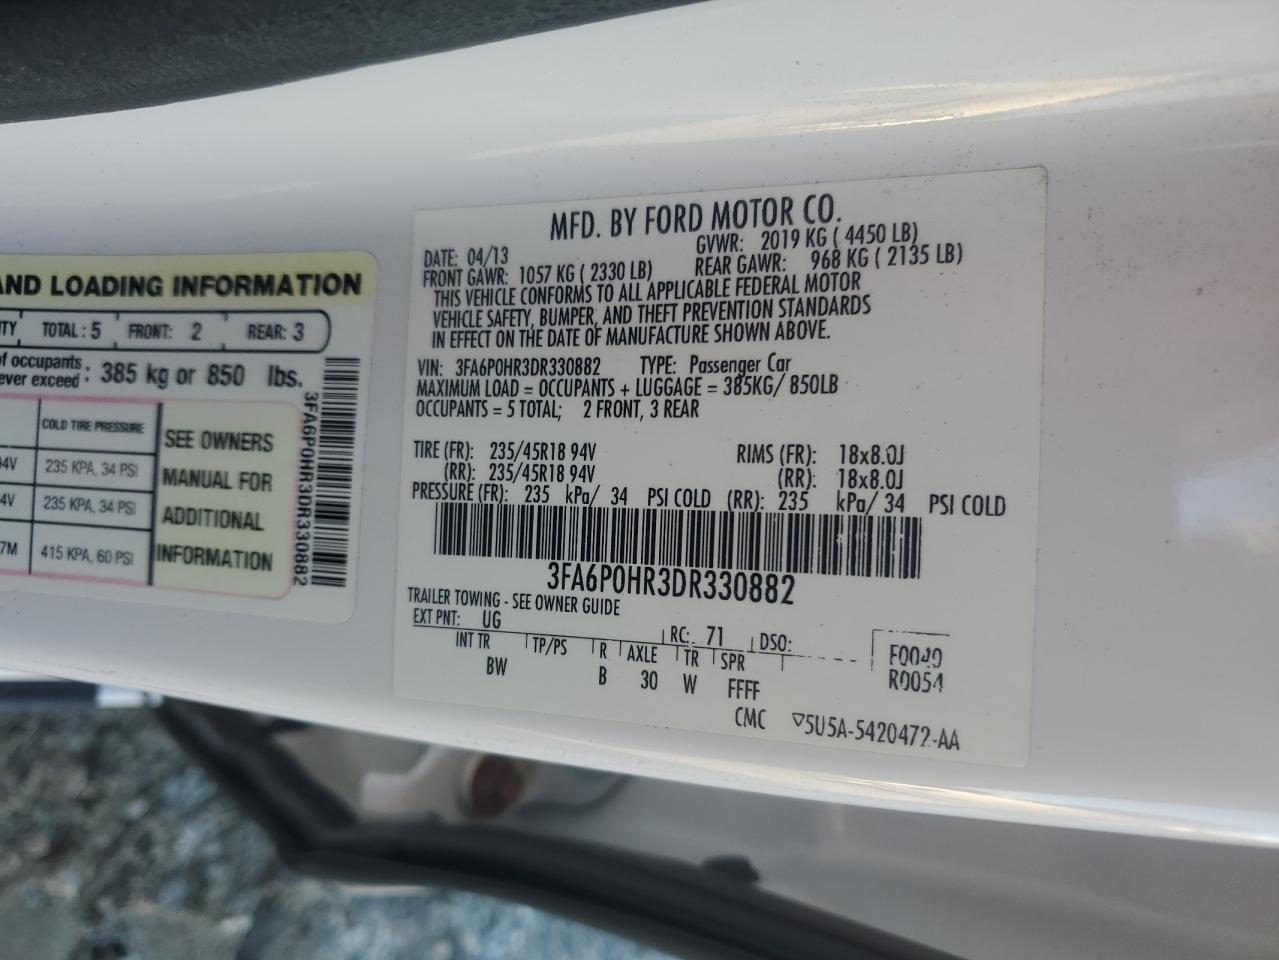 AND LOADING INFORMATION
TOTAL: 5 FRONT: 2 REAR: 3
of occupants
ever exceed : 385 kg or 850 lbs.
COLD TIRE PRESSURE
235 KPA, 34 PSI
235 KPA, 34 PSI
415 KPA, 60 PSI
SEE OWNERS
MANUAL FOR
ADDITIONAL
INFORMATION
3FA6P0HR3DR330882
MFD. BY FORD MOTOR CO.
DATE: 04/13 GVWR: 2019 KG ( 4450 LB)
FRONT GAWR: 1057 KG ( 2330 LB) REAR GAWR: 968 KG ( 2135 LB)
THIS VEHICLE CONFORMS TO ALL APPLICABLE FEDERAL MOTOR
VEHICLE SAFETY, BUMPER, AND THEFT PREVENTION STANDARDS
IN EFFECT ON THE DATE OF MANUFACTURE SHOWN ABOVE.
VIN: 3FA6P0HR3DR330882 TYPE: Passenger Car
MAXIMUM LOAD = OCCUPANTS + LUGGAGE = 385KG/ 850LB
OCCUPANTS = 5 TOTAL; 2 FRONT, 3 REAR
TIRE (FR): 235/45R18 94V RIMS (FR): 18x8.0J
(RR): 235/45R18 94V (RR): 18x8.0J
PRESSURE (FR): 235 kPa/ 34 PSI COLD (RR): 235 kPa/ 34 PSI COLD
3FA6P0HR3DR330882
TRAILER TOWING - SEE OWNER GUIDE
EXT PNT: UG RC: 71 DSO:
INT TR TP/PS R AXLE TR SPR F0040
BW B 30 W FFFF R0054
CMC ▽5U5A-5420472-AA